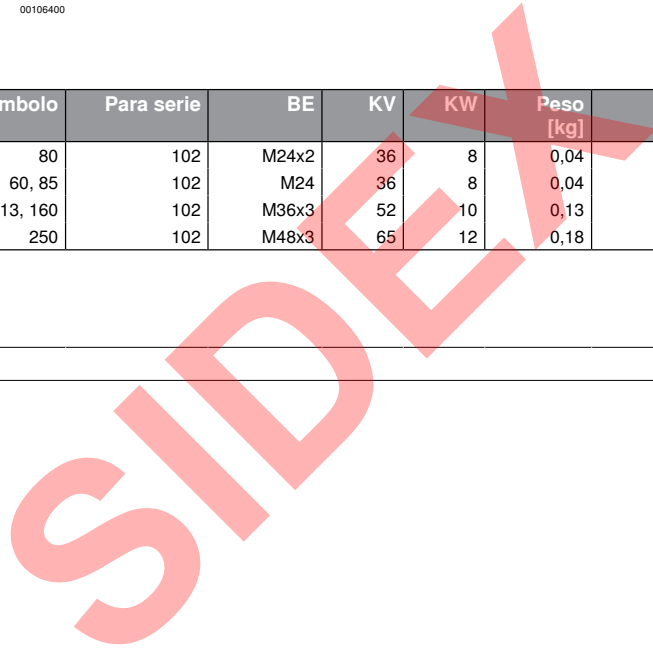 00106400
mbolo Para serie BE KV KW Peso
[kg]
80 102 M24x2 36 8 0,04
60, 85 102 M24 36 8 0,04
13, 160 102 M36x3 52 10 0,13
250 102 M48x3 65 12 0,18
SIDEX